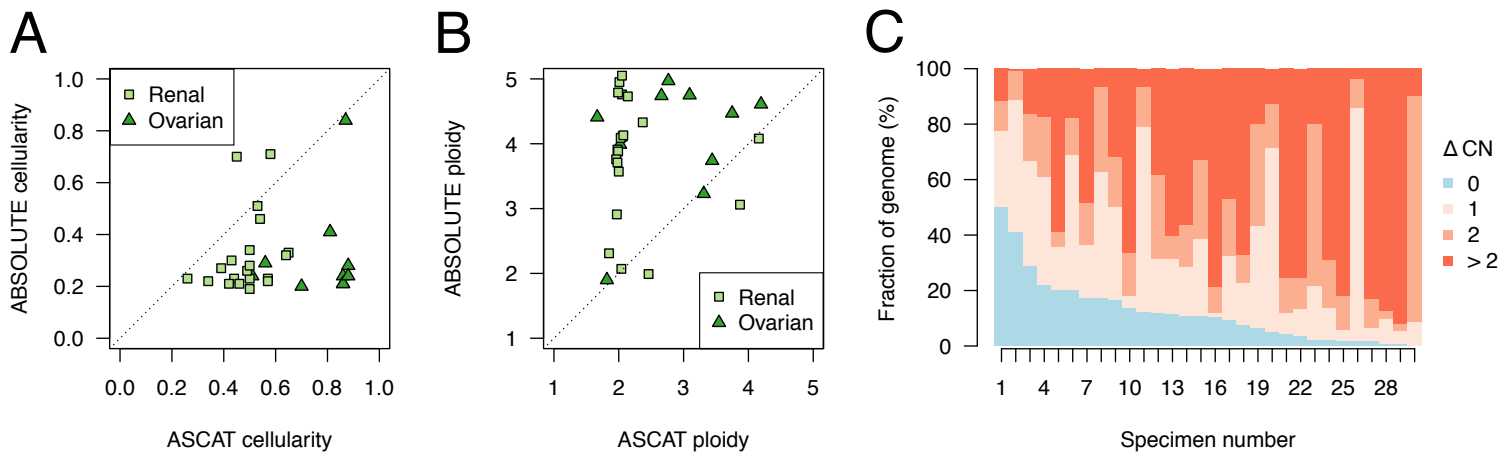 A
ABSOLUTE cellularity
1.0
0.8
0.6
0.4
0.2
0.0
Renal
Ovarian
0.0 0.2 0.4 0.6 0.8 1.0
ASCAT cellularity
B
ABSOLUTE ploidy
5
4
3
2
1
Renal
Ovarian
1 2 3 4 5
ASCAT ploidy
C
Fraction of genome (%)
100
80
60
40
20
0
1 4 7 10 13 16 19 22 25 28
Specimen number
Δ CN
0
1
2
> 2